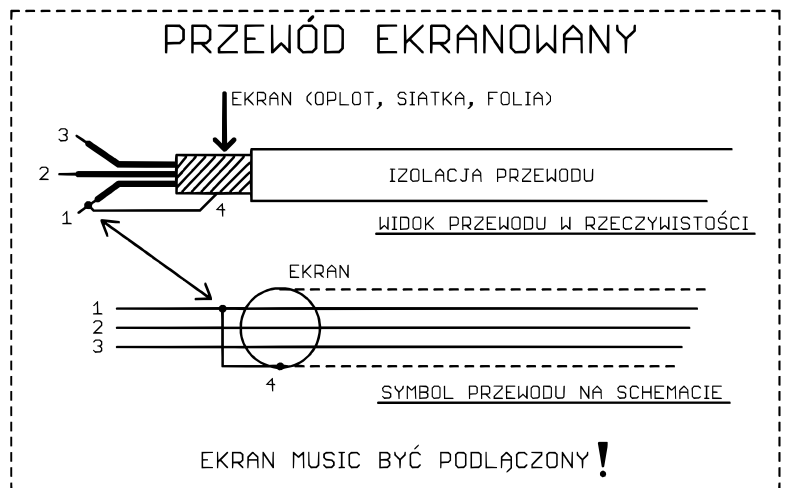 PRZEWÓD EKRANOWANY
EKRAN (OPLOT, SIATKA, FOLIA)
3
2
IZOLACJA PRZEWODU
1
4
WIDOK PRZEWODU W RZECZYWISTOŚCI
EKRAN
1
2
3
4
SYMBOL PRZEWODU NA SCHEMACIE
EKRAN MUSIC BYĆ PODLĄCZONY!